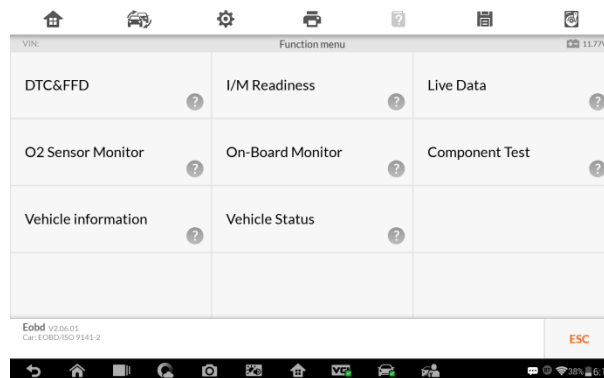 VIN:
Function menu
11.77V
DTC&FFD
I/M Readiness
Live Data
O2 Sensor Monitor
On-Board Monitor
Component Test
Vehicle information
Vehicle Status
Eobd V2.06.01
Car: EOBD/ISO 9141-2
ESC
VCI
38%